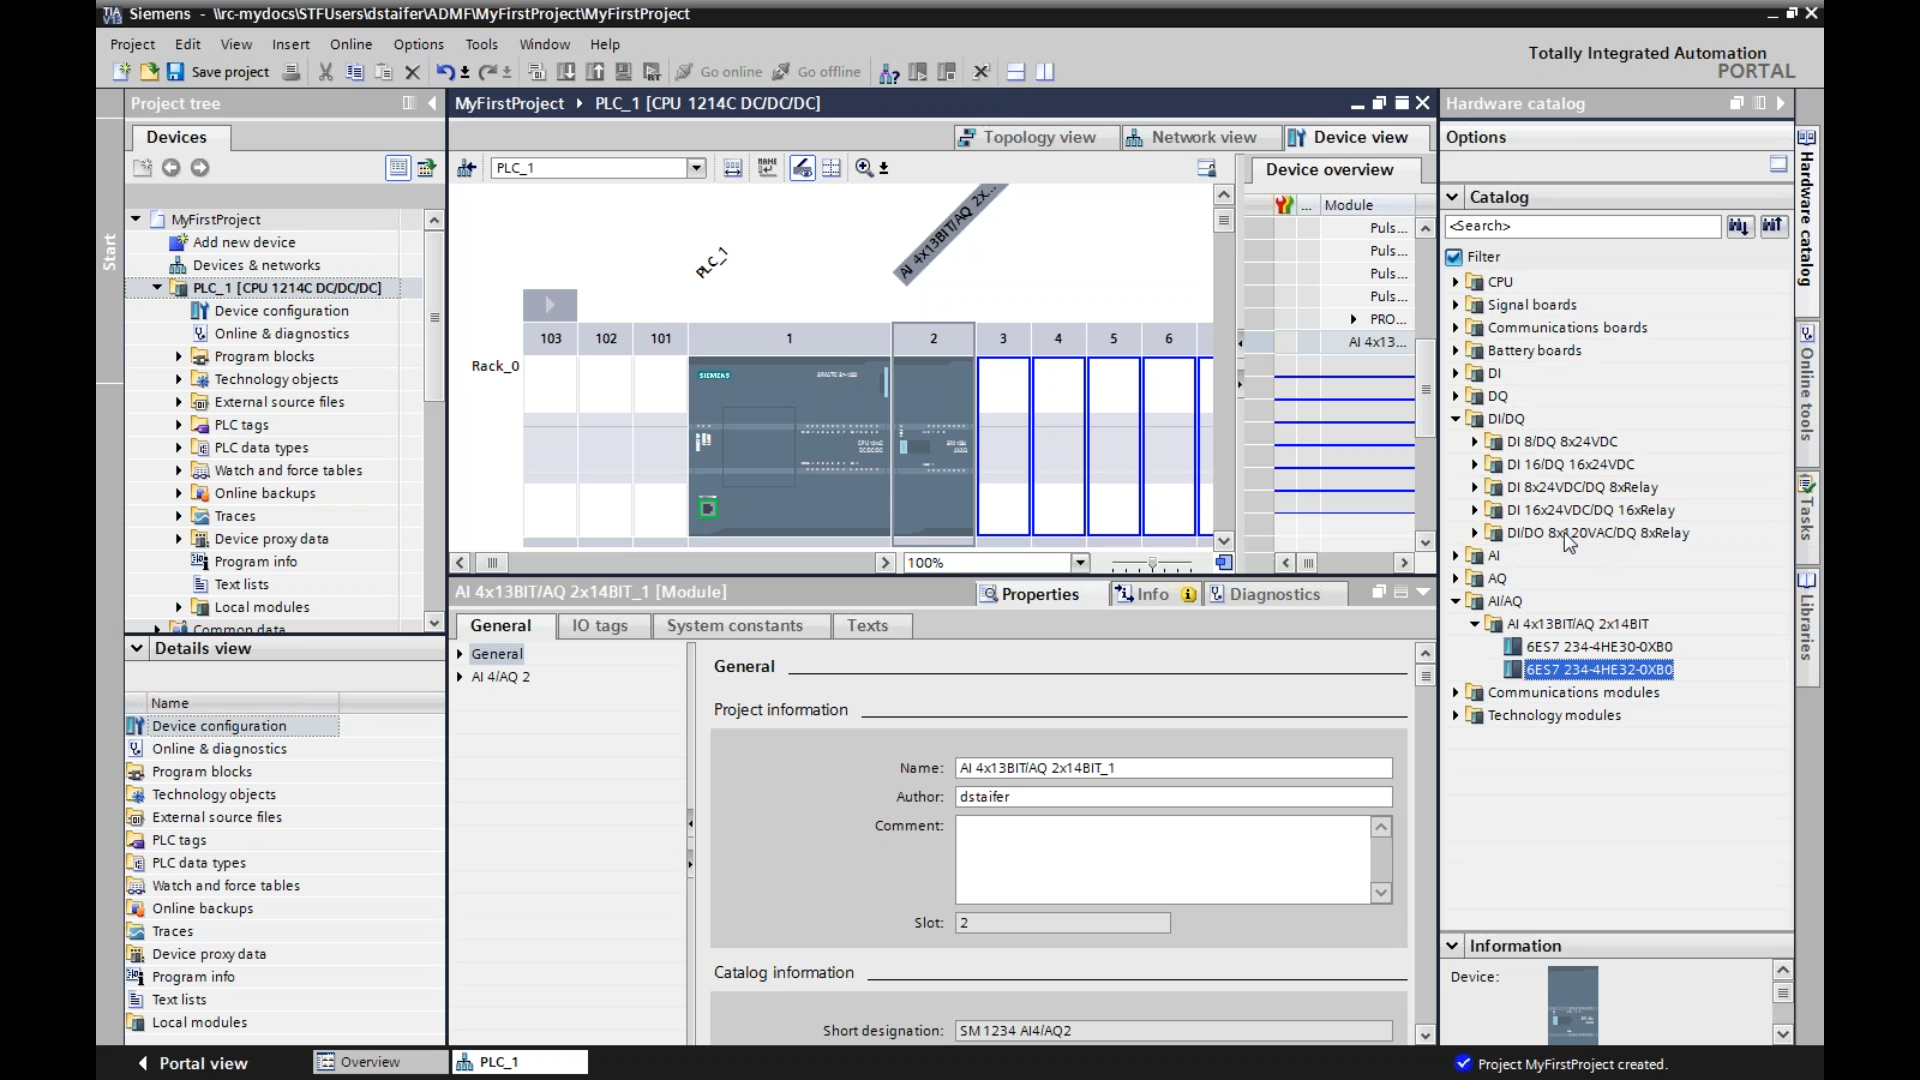 Siemens - \\rc-mydocs\STFUsers\dstaifer\ADMF\MyFirstProject\MyFirstProject
Project Edit View Insert Online Options Tools Window Help
Totally Integrated Automation
PORTAL
Save project
Go online
Go offline
Project tree
Devices
MyFirstProject
Add new device
Devices & networks
PLC_1 [CPU 1214C DC/DC/DC]
Device configuration
Online & diagnostics
Program blocks
Technology objects
External source files
PLC tags
PLC data types
Watch and force tables
Online backups
Traces
Device proxy data
Program info
Text lists
Local modules
Common data
Start
Details view
Name
Device configuration
Online & diagnostics
Program blocks
Technology objects
External source files
PLC tags
PLC data types
Watch and force tables
Online backups
Traces
Device proxy data
Program info
Text lists
Local modules
MyFirstProject PLC_1 [CPU 1214C DC/DC/DC]
Topology view
Network view
Device view
PLC_1
PLC_1
AI 4x13BIT/AQ 2X...
103 102 101 1 2 3 4 5 6
Rack_0
SIEMENS
100%
Device overview
... Module
Puls...
Puls...
Puls...
Puls...
PRO...
AI 4x13...
AI 4x13BIT/AQ 2x14BIT_1 [Module]
Properties
Info
Diagnostics
General
IO tags
System constants
Texts
General
AI 4/AQ 2
General
Project information
Name: AI 4x13BIT/AQ 2x14BIT_1
Author: dstaifer
Comment:
Slot: 2
Catalog information
Short designation: SM 1234 AI4/AQ2
Hardware catalog
Options
Catalog
<Search>
Filter
CPU
Signal boards
Communications boards
Battery boards
DI
DQ
DI/DQ
DI 8/DQ 8x24VDC
DI 16/DQ 16x24VDC
DI 8x24VDC/DQ 8xRelay
DI 16x24VDC/DQ 16xRelay
DI/DO 8x120VAC/DQ 8xRelay
AI
AQ
AI/AQ
AI 4x13BIT/AQ 2x14BIT
6ES7 234-4HE30-0XB0
6ES7 234-4HE32-0XB0
Communications modules
Technology modules
Information
Device:
Hardware catalog
Online tools
Tasks
Libraries
Portal view
Overview
PLC_1
Project MyFirstProject created.